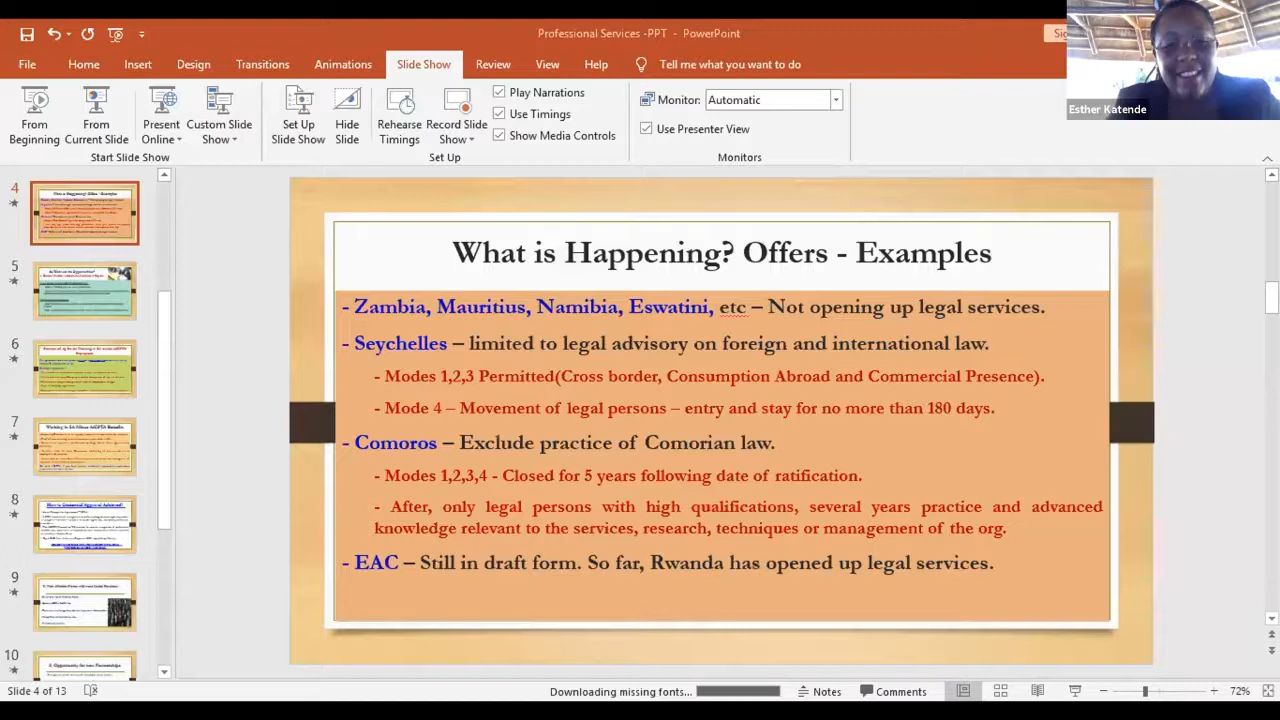 Professional Services -PPT - PowerPoint
File Home Insert Design Transitions Animations Slide Show Review View Help Tell me what you want to do
From Beginning
From Current Slide
Present Online
Custom Slide Show
Start Slide Show
Set Up Slide Show
Hide Slide
Rehearse Timings
Record Slide Show
Play Narrations
Use Timings
Show Media Controls
Set Up
Monitor: Automatic
Use Presenter View
Monitors
Esther Katende
4
5
6
7
8
9
10
What is Happening? Offers - Examples
- Zambia, Mauritius, Namibia, Eswatini, etc – Not opening up legal services.
- Seychelles – limited to legal advisory on foreign and international law.
- Modes 1,2,3 Permitted(Cross border, Consumption Abroad and Commercial Presence).
- Mode 4 – Movement of legal persons – entry and stay for no more than 180 days.
- Comoros – Exclude practice of Comorian law.
- Modes 1,2,3,4 - Closed for 5 years following date of ratification.
- After, only legal persons with high qualifications, several years practice and advanced
knowledge relevant to the services, research, techniques or management of the org.
- EAC – Still in draft form. So far, Rwanda has opened up legal services.
Slide 4 of 13
Downloading missing fonts...
Notes
Comments
72%